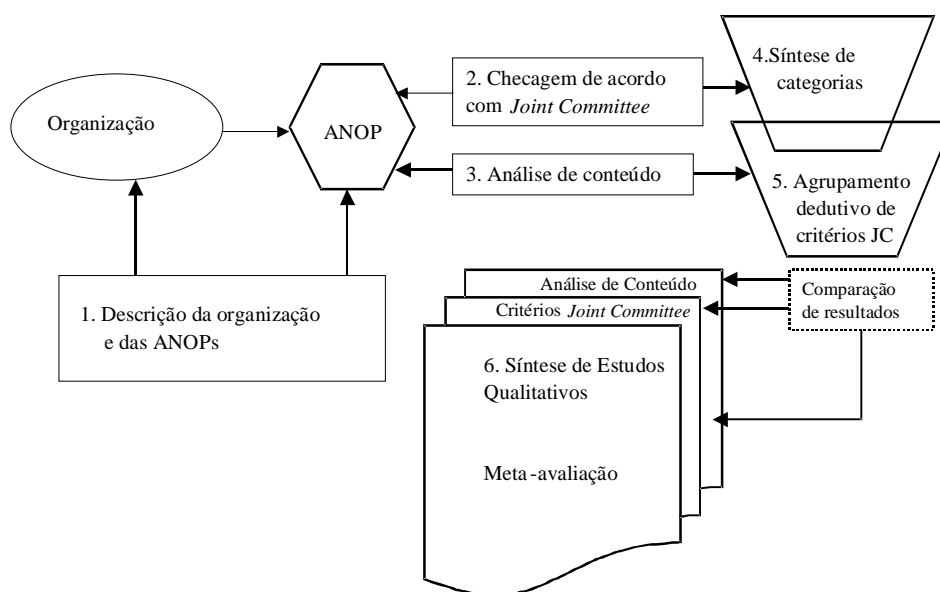 Organização
ANOP
2. Checagem de acordo
com Joint Committee
4.Síntese de
categorias
3. Análise de conteúdo
5. Agrupamento
dedutivo de
critérios JC
1. Descrição da organização
e das ANOPs
Análise de Conteúdo
Critérios Joint Committee
Comparação
de resultados
6. Síntese de Estudos
Qualitativos
Meta-avaliação